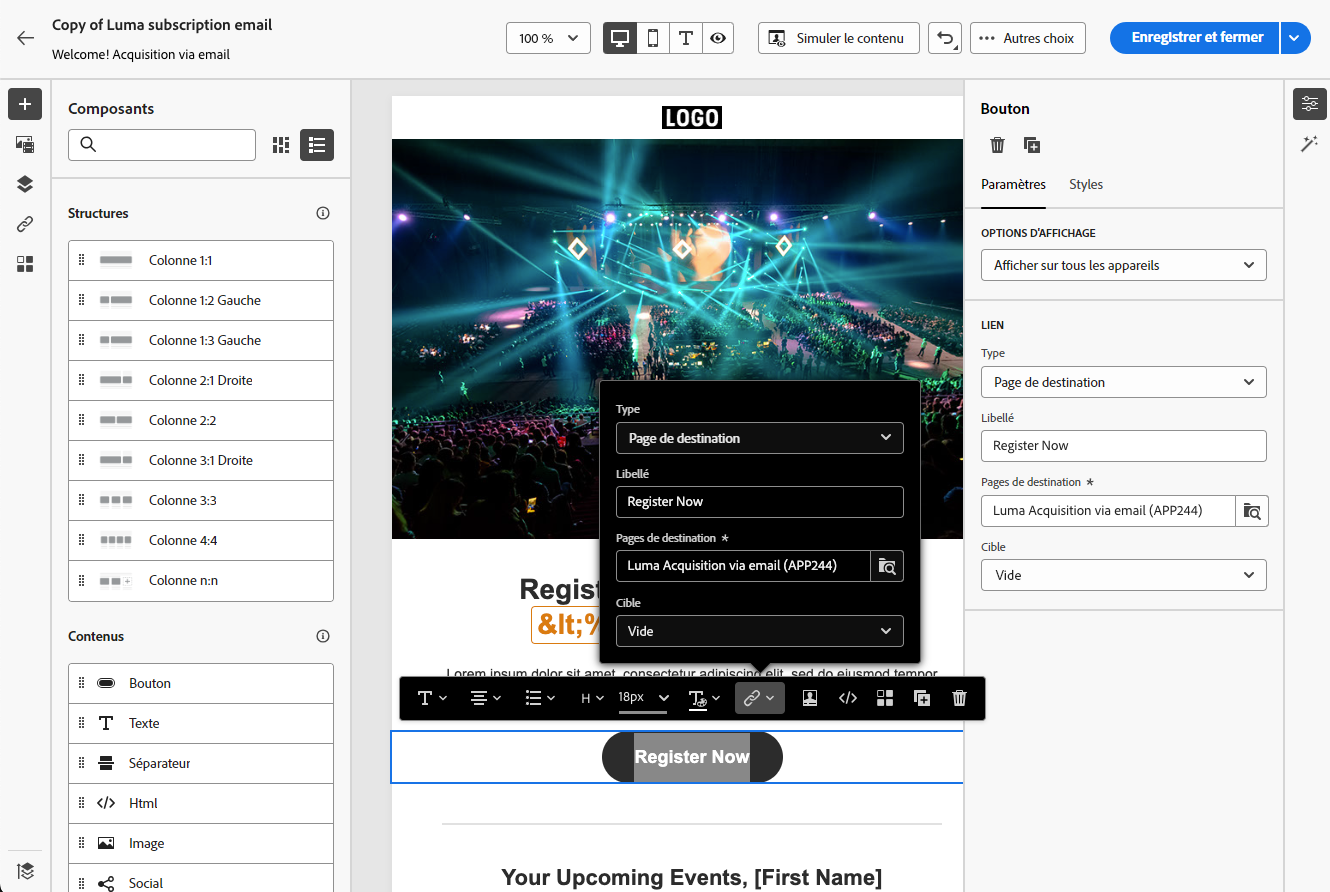 Copy of Luma subscription email
Welcome! Acquisition via email
100 %
Simuler le contenu
Autres choix
Enregistrer et fermer
Composants
Structures
Colonne 1:1
Colonne 1:2 Gauche
Colonne 1:3 Gauche
Colonne 2:1 Droite
Colonne 2:2
Colonne 3:1 Droite
Colonne 3:3
Colonne 4:4
Colonne n:n
Contenus
Bouton
Texte
Séparateur
Html
Image
Social
LOGO
Regist
&lt;%
Type
Page de destination
Libellé
Register Now
Pages de destination *
Luma Acquisition via email (APP244)
Cible
Vide
Lorem ipsum dolor sit amet, consectetur adipiscing elit, sed do eiusmod tempor
H
18px
Register Now
Your Upcoming Events, [First Name]
Bouton
Paramètres
Styles
OPTIONS D'AFFICHAGE
Afficher sur tous les appareils
LIEN
Type
Page de destination
Libellé
Register Now
Pages de destination *
Luma Acquisition via email (APP244)
Cible
Vide